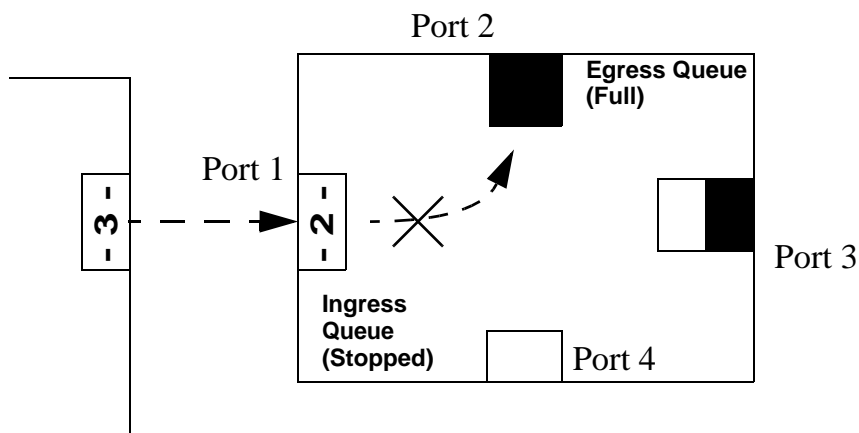 Port 2
Egress Queue
(Full)
Port 1
- 3 -
- 2 -
Port 3
Ingress
Queue
(Stopped)
Port 4